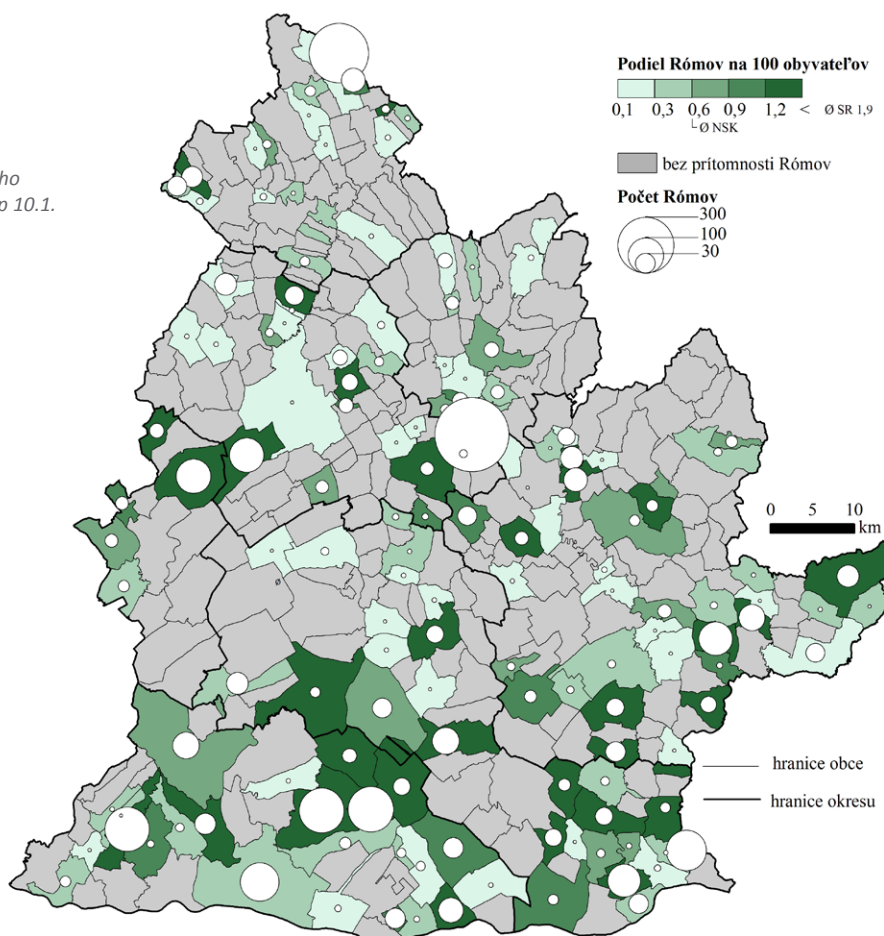 ho
p 10.1.
Podiel Rómov na 100 obyvateľov
0,1 0,3 0,6 0,9 1,2 < Ø SR 1,9
Ø NSK
bez prítomnosti Rómov
Počet Rómov
300
100
30
0 5 10
km
hranice obce
hranice okresu